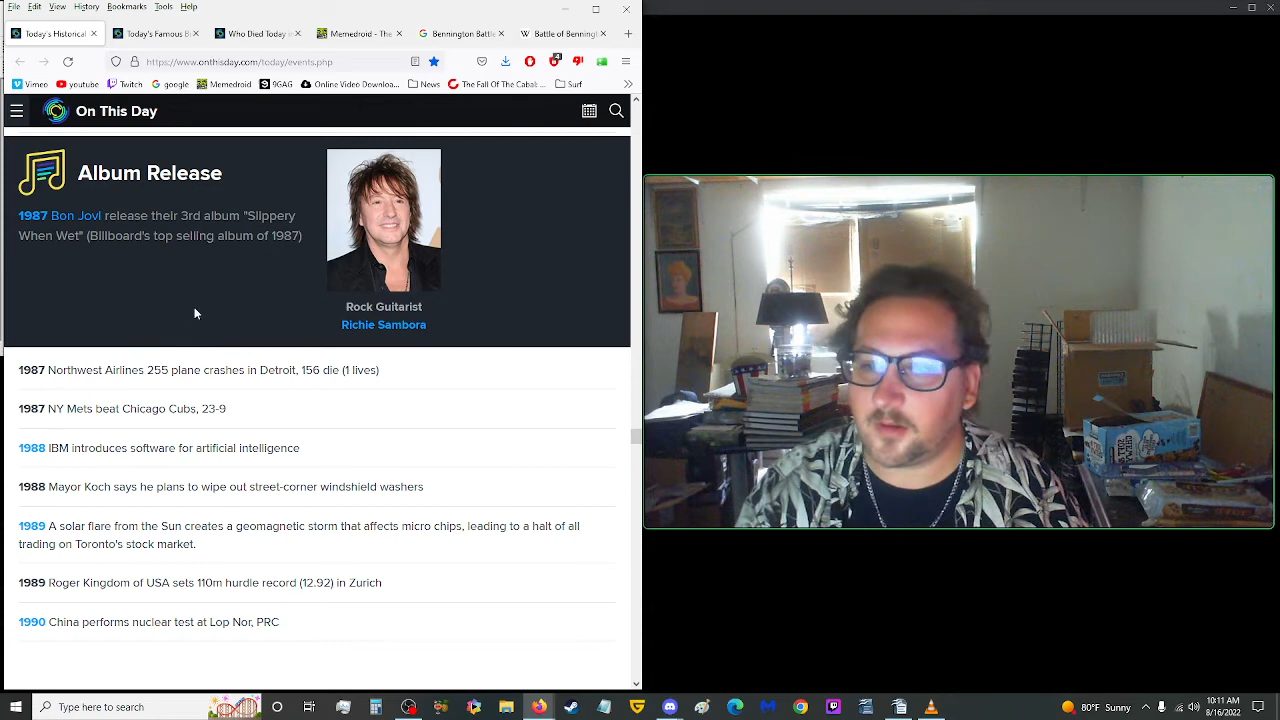 File Edit View History Bookmarks Tools Help
Today's Historical
Today's Famous Bi
Who Died Today in
Memedroid - The
Bennington Battle
Battle of Benningt
https://www.onthisday.com/today/events.php
Vimeo
youtube
Twitch
google
Memedroid
9GAG
Online Video Downloa...
News
The Fall Of The Cabal:...
Surf
On This Day
Album Release
1987 Bon Jovi release their 3rd album "Slippery
When Wet" (Billboard's top selling album of 1987)
Rock Guitarist
Richie Sambora
1987 Northwest Airlines 255 plane crashes in Detroit, 156 die (1 lives)
1987 NY Mets beat Chicago Cubs, 23-9
1988 IBM introduces software for artificial intelligence
1988 Mayor Koch says he plans to wipe out street-corner windshield washers
1989 A solar flare from the Sun creates a geomagnetic storm that affects micro chips, leading to a halt of all
trading on Toronto's stock market.
1989 Roger Kingdom of USA sets 110m hurdle record (12.92) in Zurich
1990 China performs nuclear test at Lop Nor, PRC
Type here to search
80°F Sunny
10:11 AM
8/16/2022